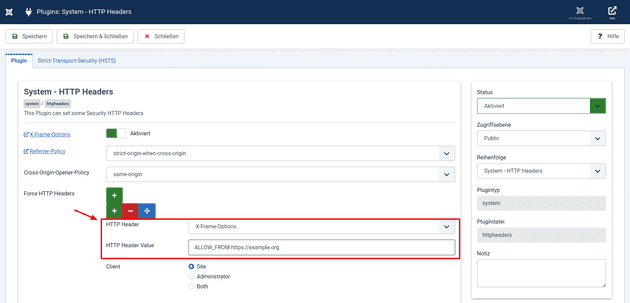 Plugins: System - HTTP Headers
Speichern
Speichern & Schließen
Schließen
Hilfe
Plugin
Strict-Transport-Security (HSTS)
System - HTTP Headers
system / httpheaders
This Plugin can set some Security HTTP Headers
X-Frame-Options
Aktiviert
Referrer-Policy
strict-origin-when-cross-origin
Cross-Origin-Opener-Policy
same-origin
Force HTTP Headers
HTTP Header
X-Frame-Options
HTTP Header Value
ALLOW_FROM https://example.org
Client
Site
Administrator
Both
Status
Aktiviert
Zugriffsebene
Public
Reihenfolge
System - HTTP Headers
Plugintyp
system
Plugindatei
httpheaders
Notiz